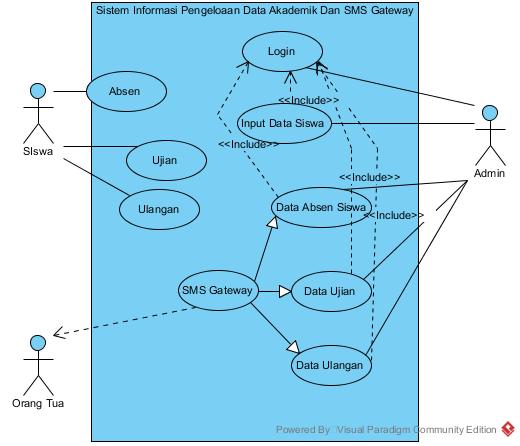 Sistem Informasi Pengeloaan Data Akademik Dan SMS Gateway
Login
Absen
<<Include>>
Input Data Siswa
SIswa
Admin
<<Include>>
Ujian
<<Include>>
Ulangan
Data Absen Siswa
<<Include>>
SMS Gateway
Data Ujian
Data Ulangan
Orang Tua
Powered By Visual Paradigm Community Edition